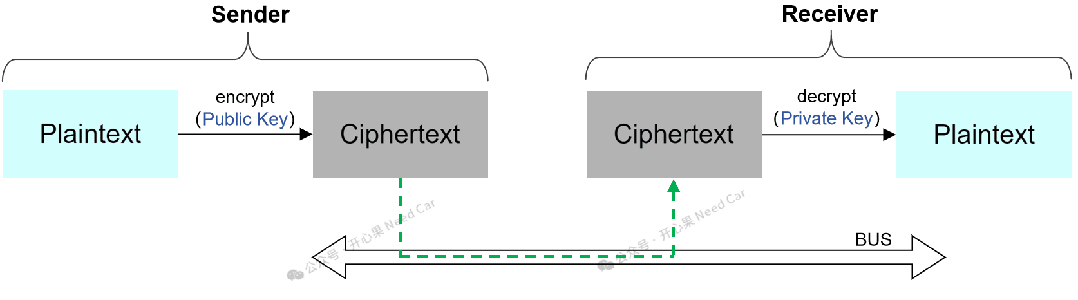 Sender
Receiver
Plaintext
encrypt
(Public Key)
Ciphertext
Ciphertext
decrypt
(Private Key)
Plaintext
BUS
公众号 · 开心果 Need Car
公众号 · 开心果 Need Car